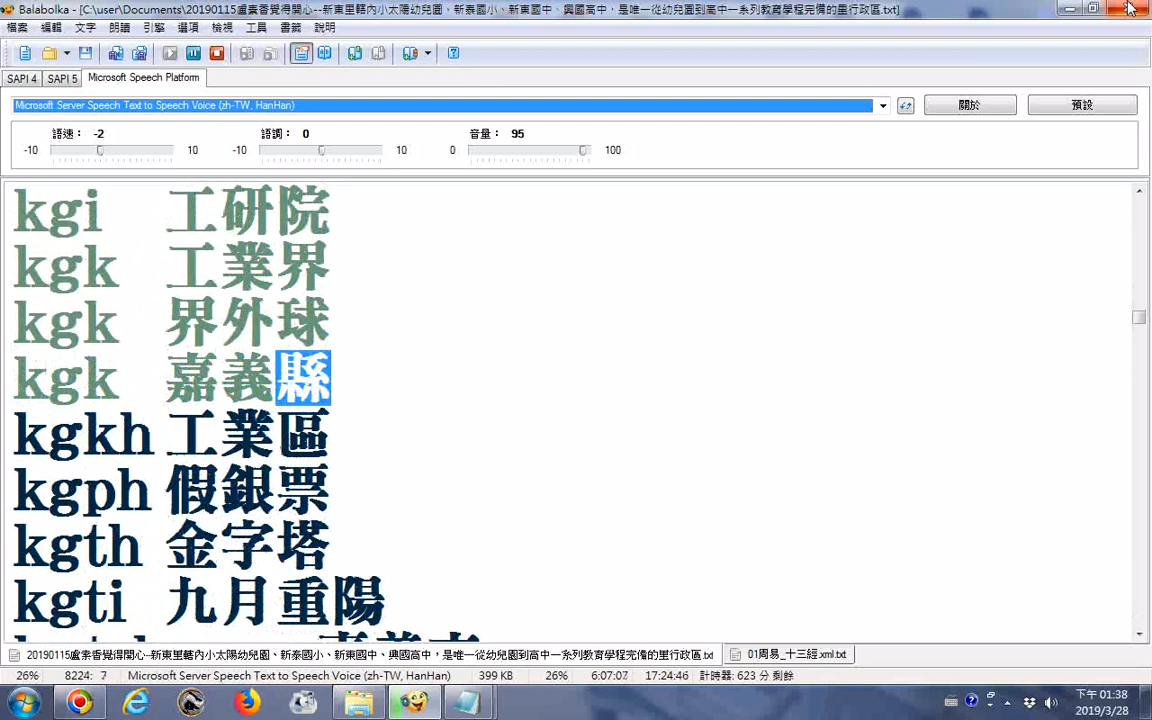 Balabolka - [C:\user\Documents\20190115盧素香覺得開心--新東里轄內小太陽幼兒園、新泰國小、新東國中、興國高中，是唯一從幼兒園到高中一系列教育學程完備的里行政區.txt]
檔案 編輯 文字 朗讀 引擎 選項 檢視 工具 書籤 說明
SAPI 4 SAPI 5 Microsoft Speech Platform
Microsoft Server Speech Text to Speech Voice (zh-TW, HanHan) 關於 預設
語速： -2 語調： 0 音量： 95
-10 10 -10 10 0 100
kgi 工研院
kgk 工業界
kgk 界外球
kgk 嘉義縣
kgkh 工業區
kgph 假銀票
kgth 金字塔
kgti 九月重陽
20190115盧素香覺得開心--新東里轄內小太陽幼兒園、新泰國小、新東國中、興國高中，是唯一從幼兒園到高中一系列教育學程完備的里行政區.txt 01周易_十三經.xml.txt
26% 8224: 7 Microsoft Server Speech Text to Speech Voice (zh-TW, HanHan) 399 KB 26% 6:07:07 17:24:46 計時器: 623 分 剩餘
下午 01:38
2019/3/28